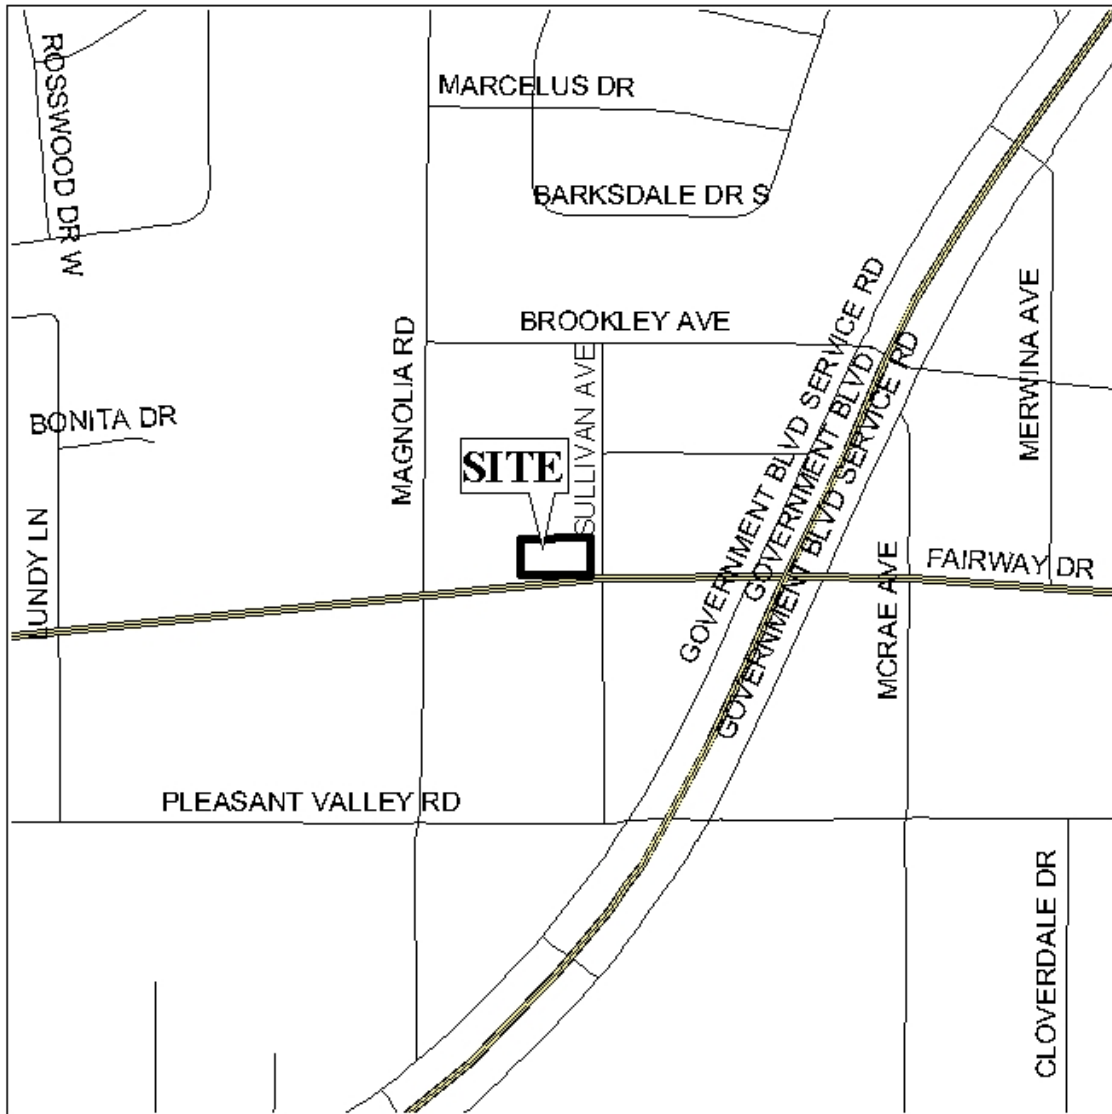 ROSSWOOD DR W
MARCELUS DR
BARKSDALE DR S
BROOKLEY AVE
MAGNOLIA RD
SULLIVAN AVE
GOVERNMENT BLVD SERVICE RD
GOVERNMENT BLVD
GOVERNMENT BLVD SERVICE RD
MERWINA AVE
BONITA DR
SITE
LUNDY LN
FAIRWAY DR
MCRAE AVE
PLEASANT VALLEY RD
CLOVERDALE DR